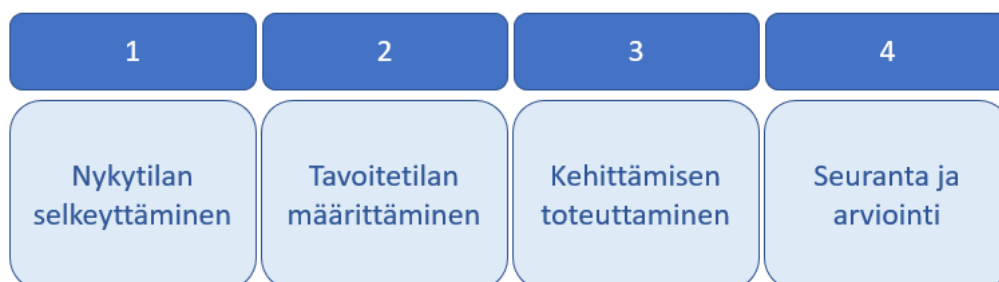 1
2
3
4
Nykytilan
selkeyttäminen
Tavoitetilan
määrittäminen
Kehittämisen
toteuttaminen
Seuranta ja
arviointi